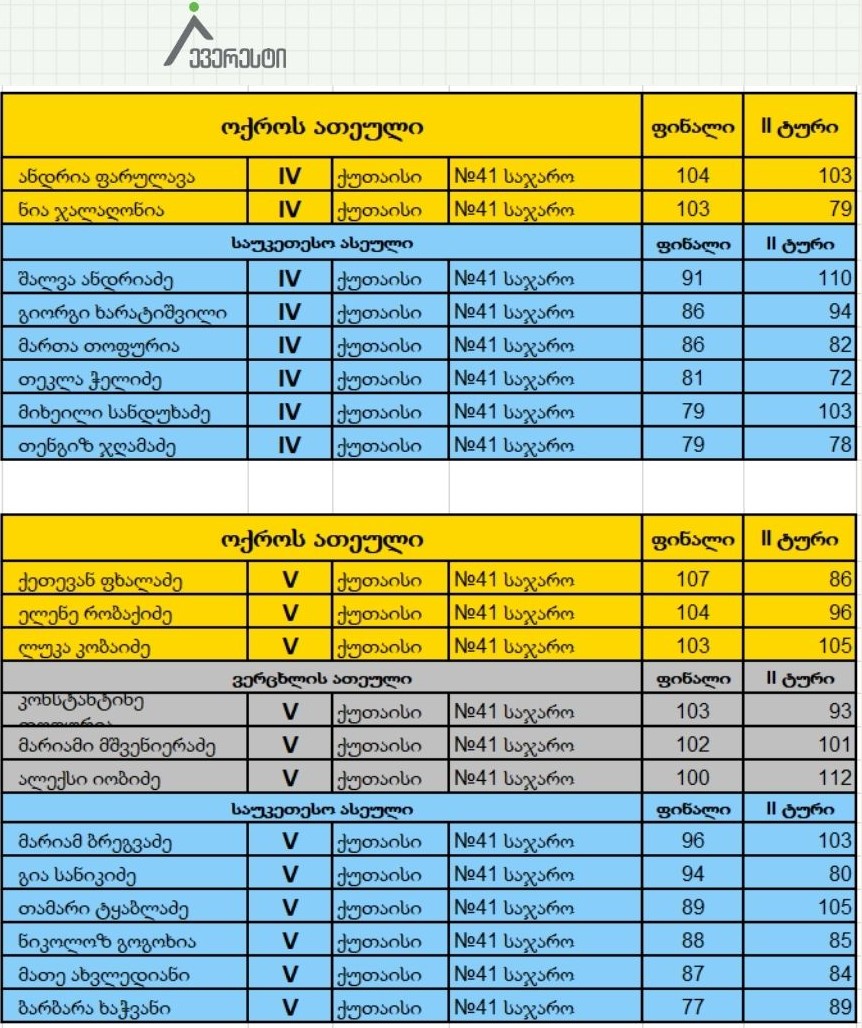 ევერესტი
ოქროს ათეული ფინალი II ტური
ანდრია ფარულავა IV ქუთაისი №41 საჯარო 104 103
ნია ჯალაღონია IV ქუთაისი №41 საჯარო 103 79
საუკეთესო ასეული ფინალი II ტური
შალვა ანდრიაძე IV ქუთაისი №41 საჯარო 91 110
გიორგი ხარატიშვილი IV ქუთაისი №41 საჯარო 86 94
მართა თოფურია IV ქუთაისი №41 საჯარო 86 82
თეკლა ჭელიძე IV ქუთაისი №41 საჯარო 81 72
მიხეილი სანდუხაძე IV ქუთაისი №41 საჯარო 79 103
თენგიზ ჯღამაძე IV ქუთაისი №41 საჯარო 79 78
ოქროს ათეული ფინალი II ტური
ქეთევან ფხალაძე V ქუთაისი №41 საჯარო 107 86
ელენე რობაქიძე V ქუთაისი №41 საჯარო 104 96
ლუკა კობაიძე V ქუთაისი №41 საჯარო 103 105
ვერცხლის ათეული ფინალი II ტური
კონსტანტინე V ქუთაისი №41 საჯარო 103 93
მარიამი მშვენიერაძე V ქუთაისი №41 საჯარო 102 101
ალექსი იობიძე V ქუთაისი №41 საჯარო 100 112
საუკეთესო ასეული ფინალი II ტური
მარიამ ბრეგვაძე V ქუთაისი №41 საჯარო 96 103
გია სანიკიძე V ქუთაისი №41 საჯარო 94 80
თამარი ტყაბლაძე V ქუთაისი №41 საჯარო 89 105
ნიკოლოზ გოგოხია V ქუთაისი №41 საჯარო 88 85
მათე ახვლედიანი V ქუთაისი №41 საჯარო 87 84
ბარბარა ხაჭვანი V ქუთაისი №41 საჯარო 77 89